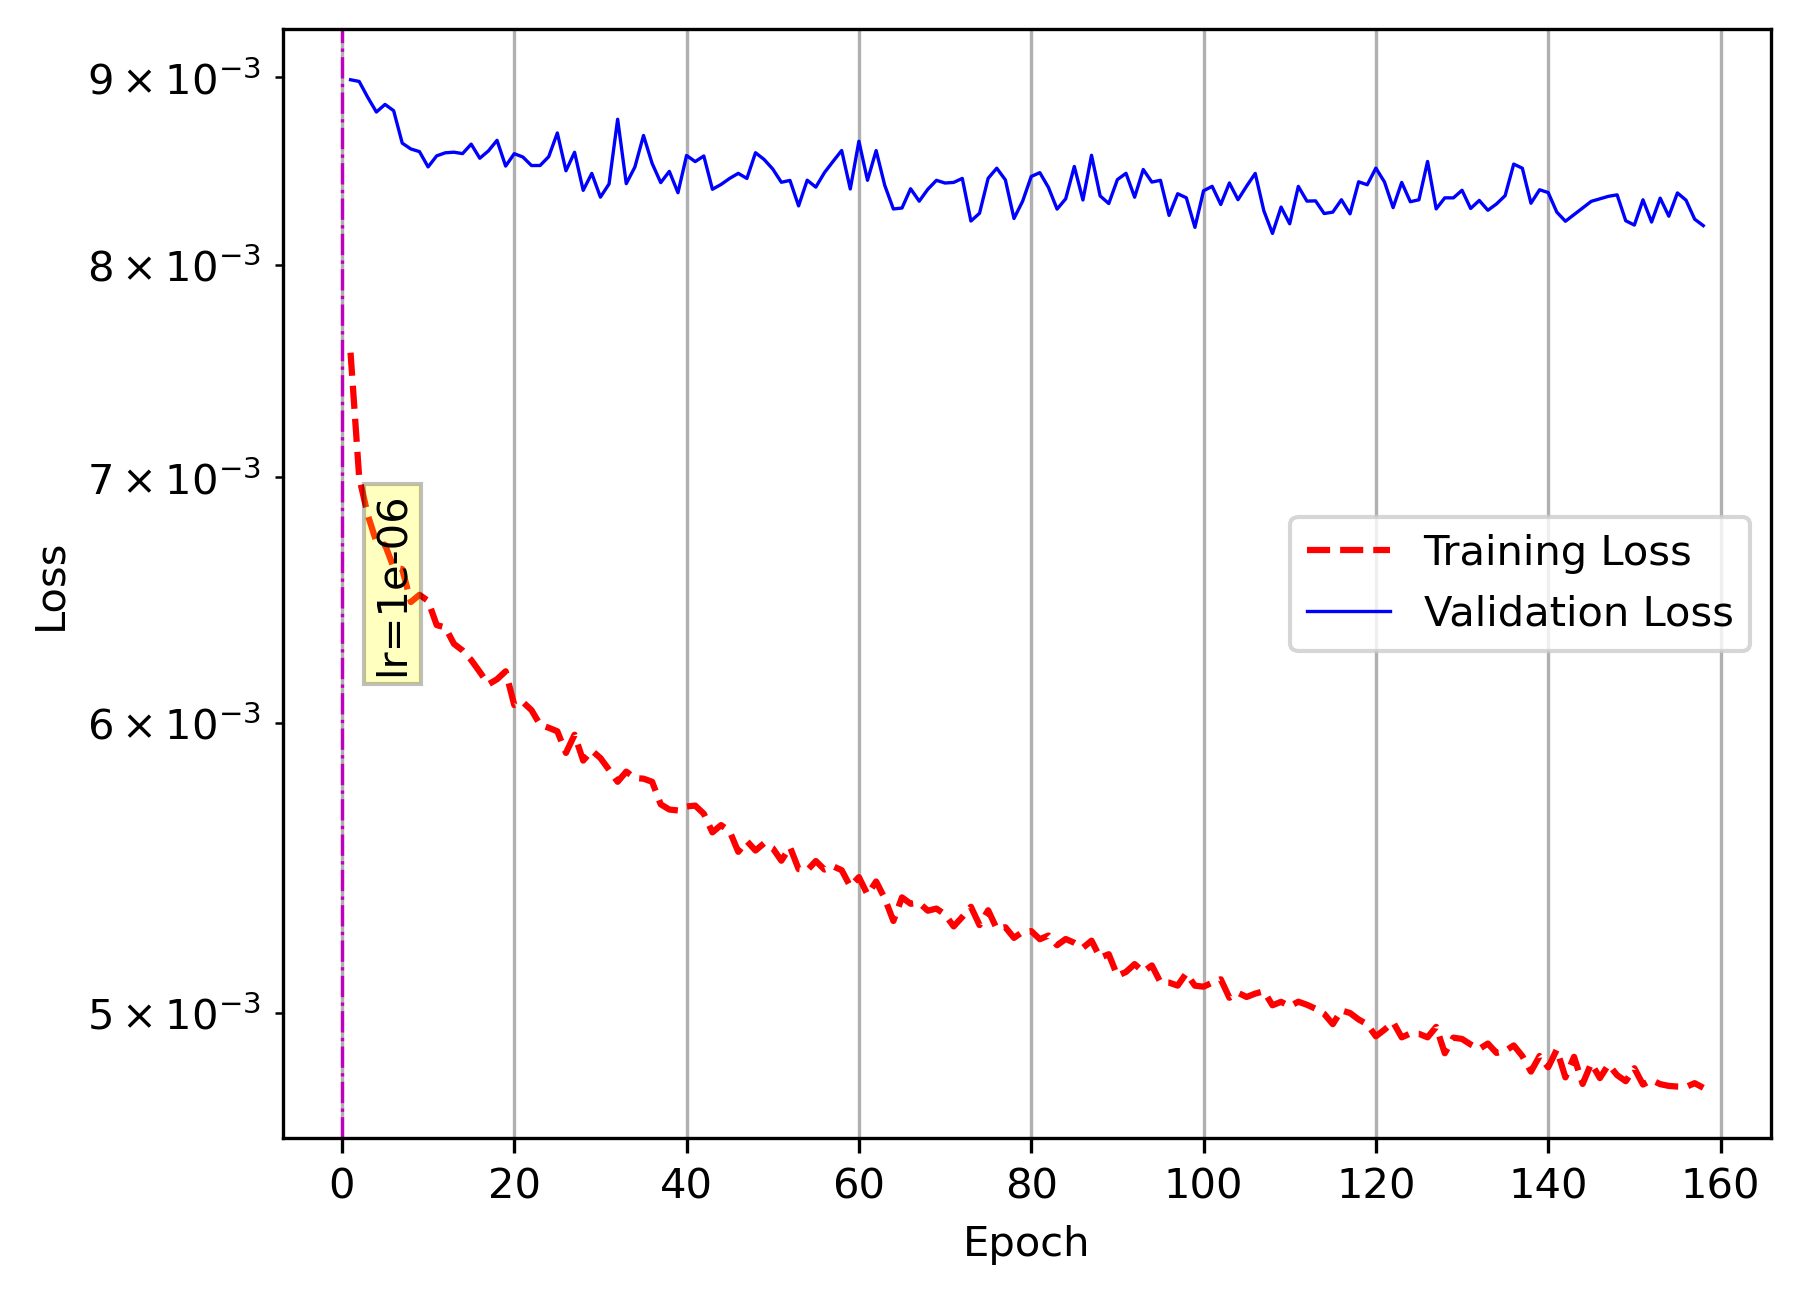 9 × 10⁻³
8 × 10⁻³
7 × 10⁻³
6 × 10⁻³
5 × 10⁻³
Loss
lr=1e-06
Training Loss
Validation Loss
0 20 40 60 80 100 120 140 160
Epoch